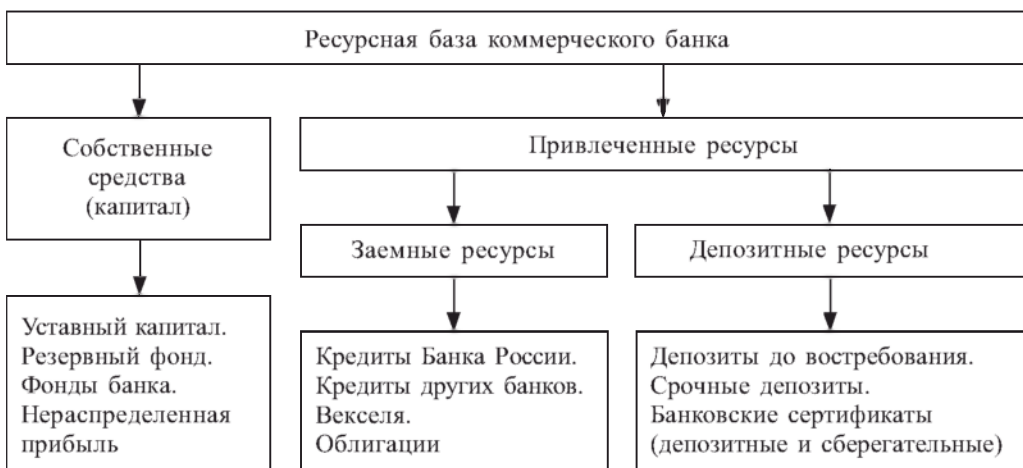 Ресурсная база коммерческого банка
Собственные
средства
(капитал)
Привлеченные ресурсы
Заемные ресурсы
Депозитные ресурсы
Уставный капитал.
Резервный фонд.
Фонды банка.
Нераспределенная
прибыль
Кредиты Банка России.
Кредиты других банков.
Векселя.
Облигации
Депозиты до востребования.
Срочные депозиты.
Банковские сертификаты
(депозитные и сберегательные)